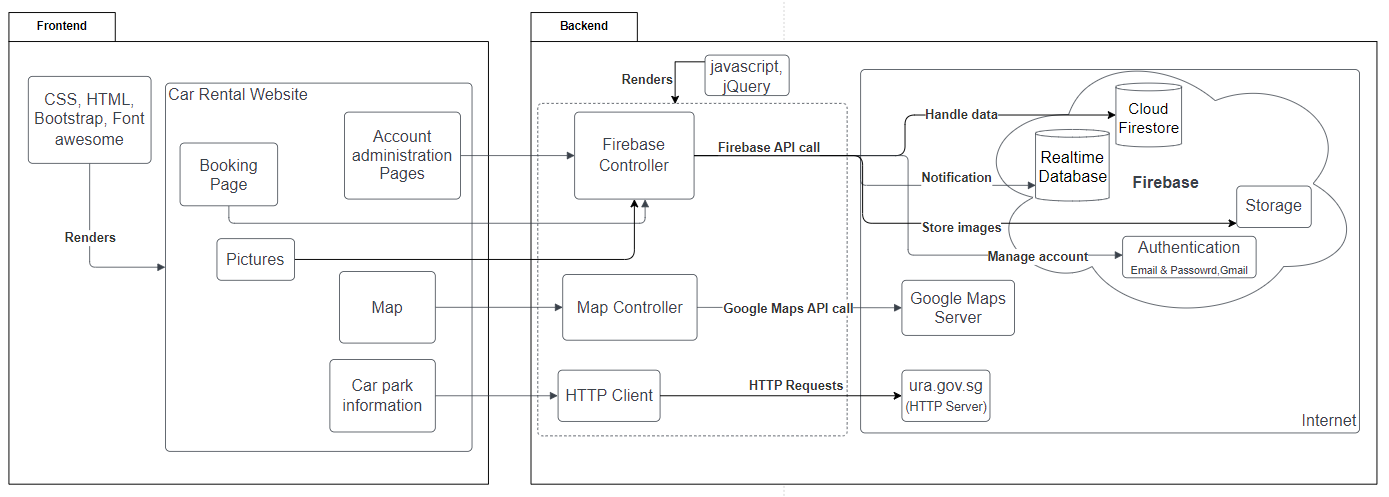 Frontend
CSS, HTML,
Bootstrap, Font
awesome
Renders
Car Rental Website
Account
administration
Pages
Booking
Page
Pictures
Map
Car park
information
Backend
Renders
javascript,
jQuery
Firebase
Controller
Firebase API call
Map Controller
Google Maps API call
HTTP Client
HTTP Requests
Handle data
Notification
Store images
Manage account
Cloud
Firestore
Realtime
Database
Firebase
Storage
Authentication
Email & Passowrd,Gmail
Google Maps
Server
ura.gov.sg
(HTTP Server)
Internet